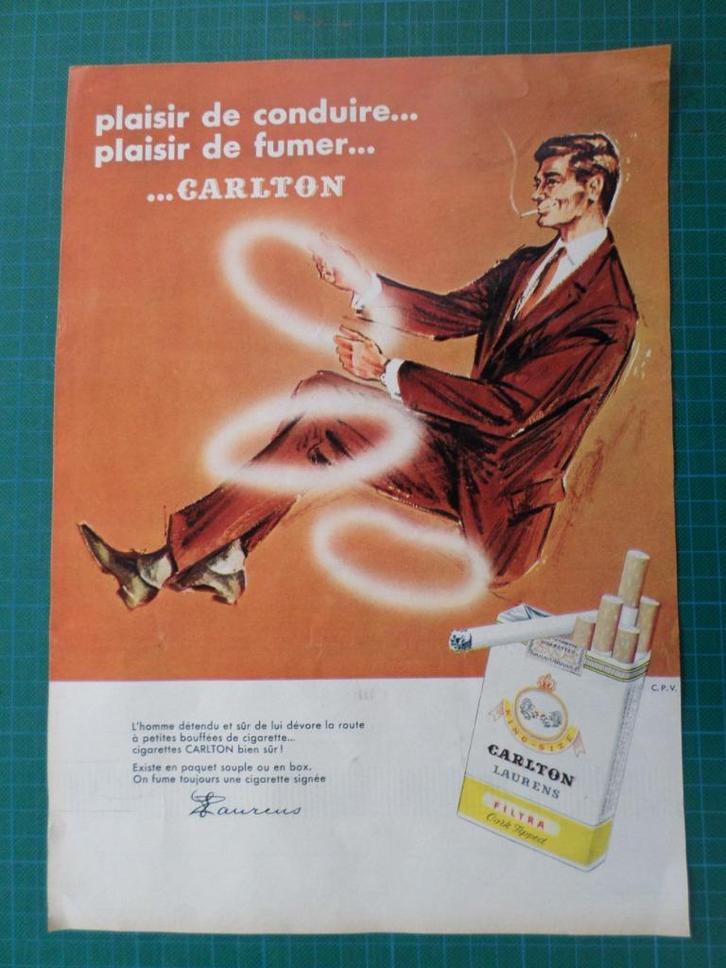 plaisir de conduire...
plaisir de fumer...
...CARLTON
C.P.V.
L'homme détendu et sûr de lui dévore la route
à petites bouffées de cigarette...
cigarettes CARLTON bien sûr !
Existe en paquet souple ou en box.
On fume toujours une cigarette signée
Laurens
KING-SIZE
CARLTON
LAURENS
FILTRA
Cork Tipped